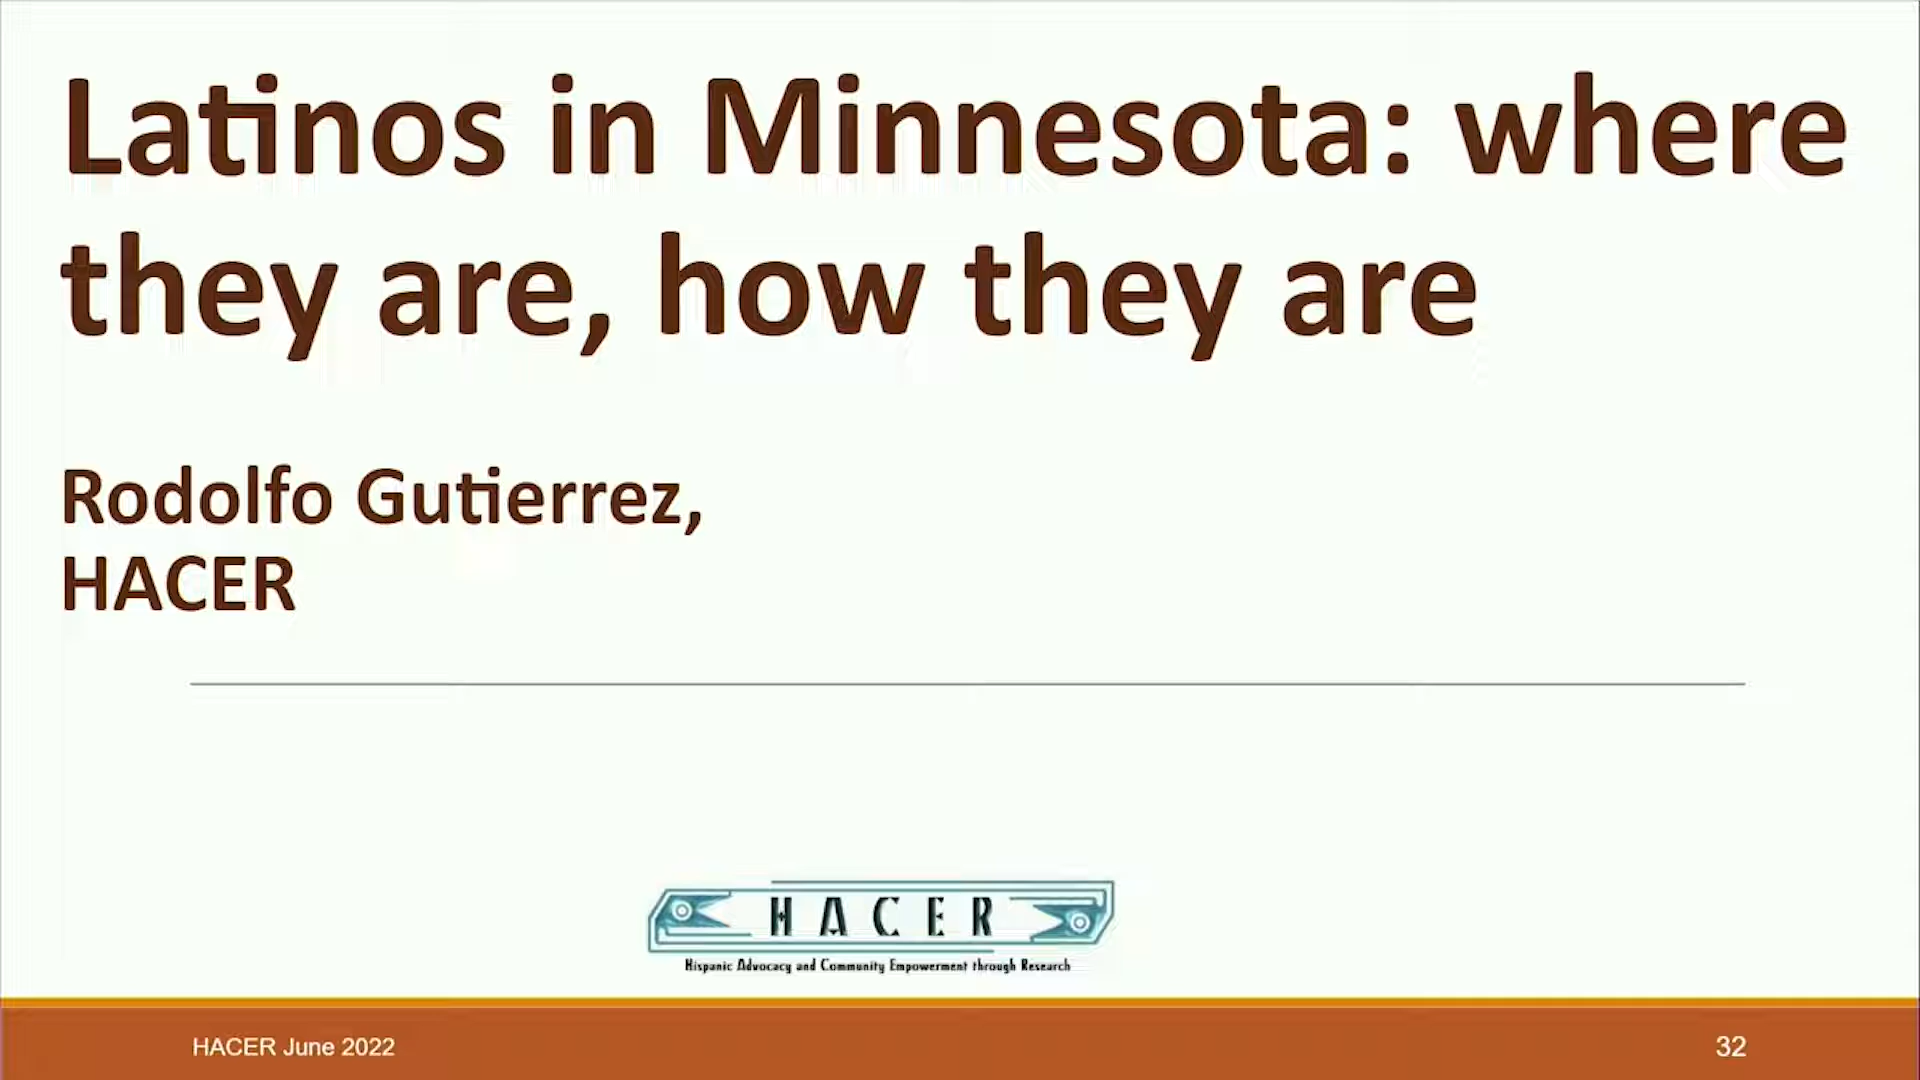 Latinos in Minnesota: where
they are, how they are
Rodolfo Gutierrez,
HACER
HACER
Hispanic Advocacy and Community Empowerment through Research
HACER June 2022
32